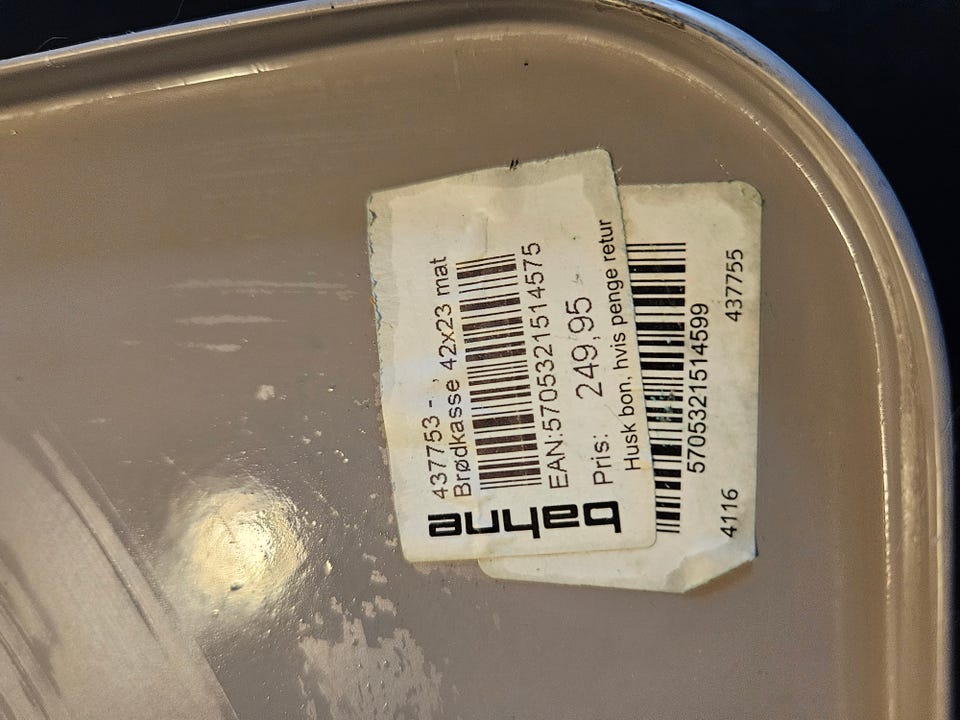 437753 -
Brødkasse 42x23 mat
EAN:5705321514575
Pris: 249,95
Husk bon, hvis penge retur
bahne
5705321514599
4116 437755